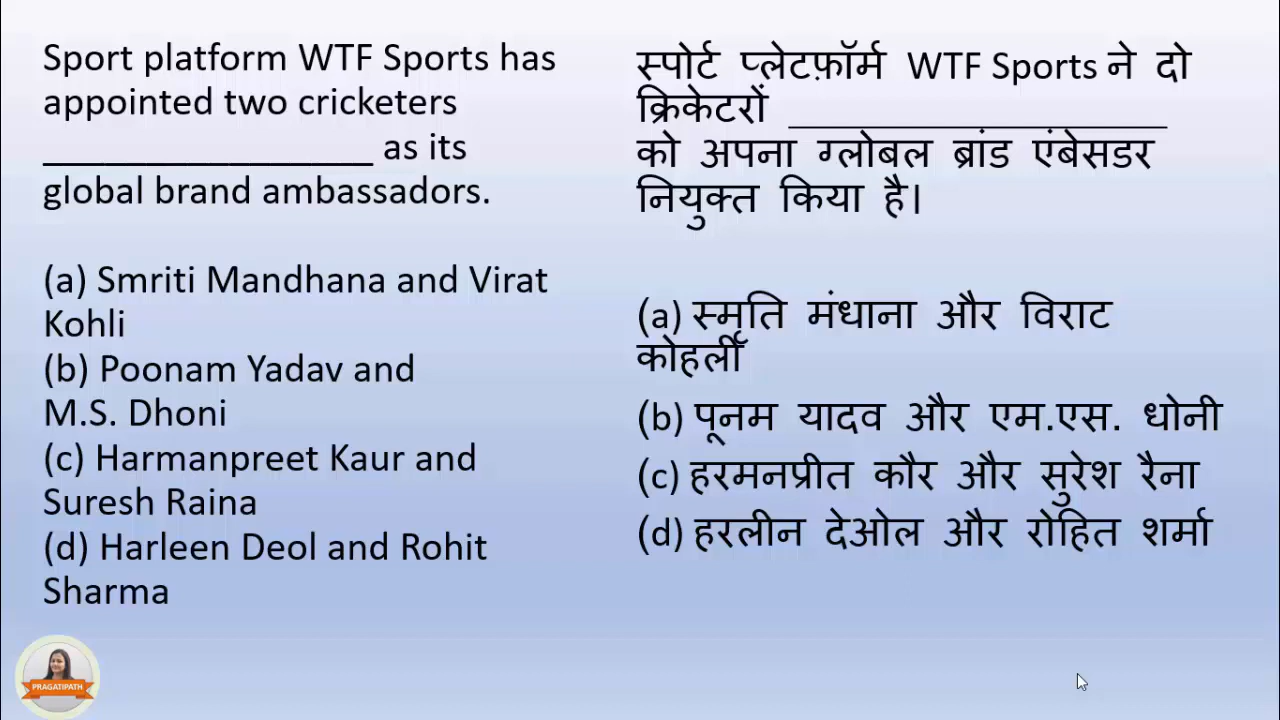 Sport platform WTF Sports has
appointed two cricketers
_________________ as its
global brand ambassadors.
(a) Smriti Mandhana and Virat
Kohli
(b) Poonam Yadav and
M.S. Dhoni
(c) Harmanpreet Kaur and
Suresh Raina
(d) Harleen Deol and Rohit
Sharma
स्पोर्ट प्लेटफ़ॉर्म WTF Sports ने दो
क्रिकेटरों __________________
को अपना ग्लोबल ब्रांड एंबेसडर
नियुक्त किया है।
(a) स्मृति मंधाना और विराट
कोहली
(b) पूनम यादव और एम.एस. धोनी
(c) हरमनप्रीत कौर और सुरेश रैना
(d) हरलीन देओल और रोहित शर्मा
PRAGATIPATH